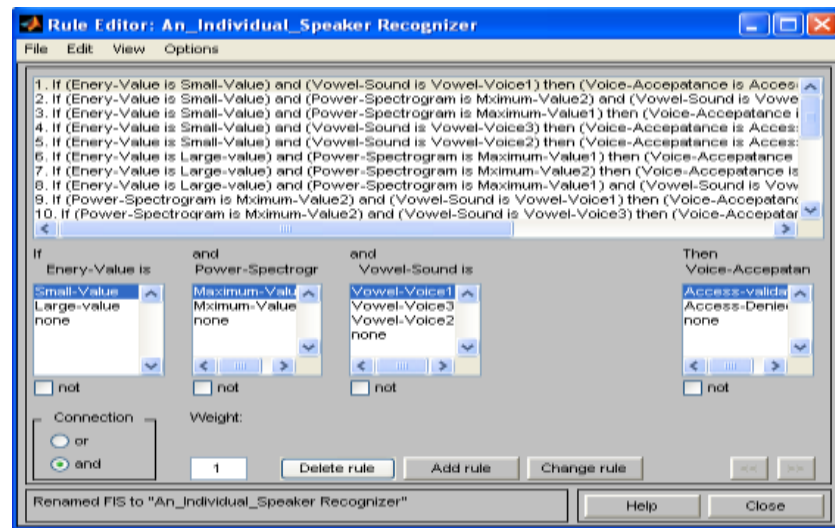 Rule Editor: An_Individual_Speaker Recognizer
File Edit View Options
1. If (Enery-Value is Small-Value) and (Vowel-Sound is Vowel-Voice1) then (Voice-Accepatance is Acces
2. If (Enery-Value is Small-Value) and (Power-Spectrogram is Mximum-Value2) and (Vowel-Sound is Vowe
3. If (Enery-Value is Small-Value) and (Power-Spectrogram is Maximum-Value1) then (Voice-Accepatance i
4. If (Enery-Value is Small-Value) and (Vowel-Sound is Vowel-Voice3) then (Voice-Accepatance is Acces
5. If (Enery-Value is Small-Value) and (Vowel-Sound is Vowel-Voice2) then (Voice-Accepatance is Acces
6. If (Enery-Value is Large-value) and (Power-Spectrogram is Maximum-Value1) then (Voice-Accepatance
7. If (Enery-Value is Large-value) and (Power-Spectrogram is Mximum-Value2) then (Voice-Accepatance is
8. If (Enery-Value is Large-value) and (Power-Spectrogram is Maximum-Value1) and (Vowel-Sound is Vow
9. If (Power-Spectrogram is Mximum-Value2) and (Vowel-Sound is Vowel-Voice1) then (Voice-Accepatanc
10. If (Power-Spectrogram is Mximum-Value2) and (Vowel-Sound is Vowel-Voice3) then (Voice-Accepatar
If and and Then
Enery-Value is Power-Spectrogr Vowel-Sound is Voice-Accepatan
Small-Value Maximum-Valu Vowel-Voice1 Access-valida
Large-value Mximum-Value Vowel-Voice3 Access-Denie
none none Vowel-Voice2 none
none
not not not not
Connection Weight:
or
and 1 Delete rule Add rule Change rule << >>
Renamed FIS to "An_Individual_Speaker Recognizer" Help Close